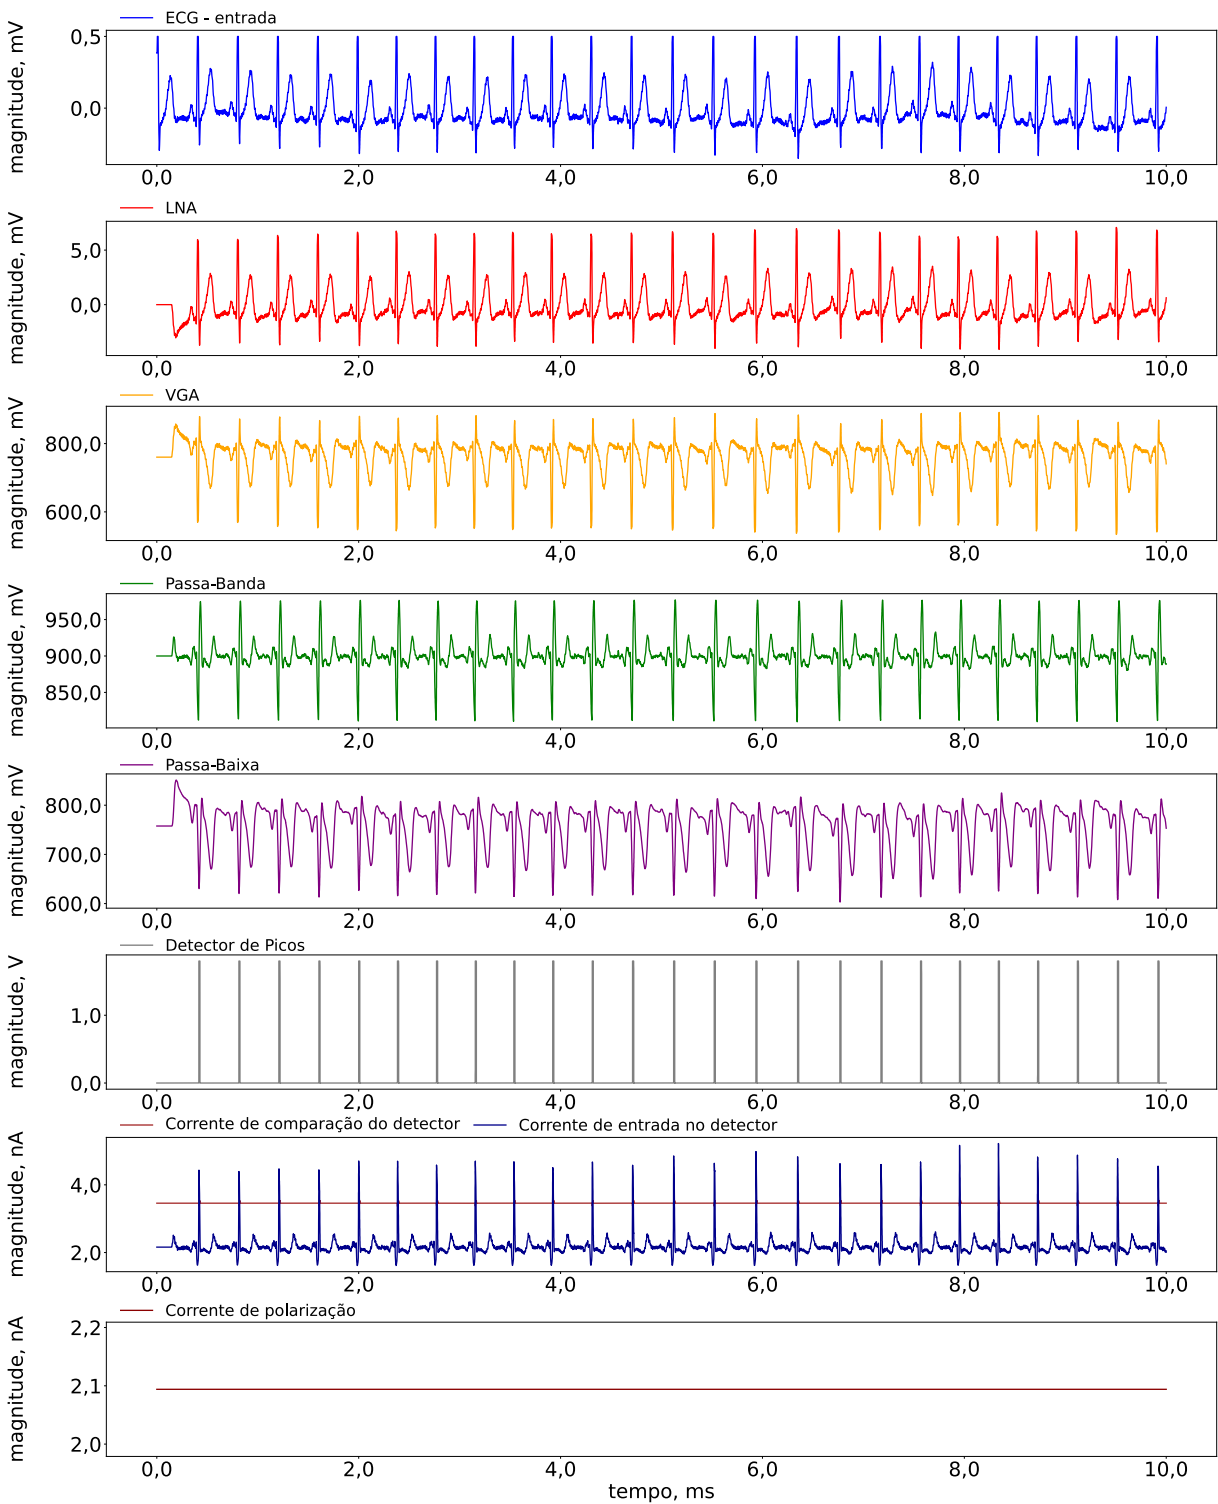 ECG - entrada
magnitude, mV
0,5
0,0
0,0 2,0 4,0 6,0 8,0 10,0
LNA
magnitude, mV
5,0
0,0
0,0 2,0 4,0 6,0 8,0 10,0
VGA
magnitude, mV
800,0
600,0
0,0 2,0 4,0 6,0 8,0 10,0
Passa-Banda
magnitude, mV
950,0
900,0
850,0
0,0 2,0 4,0 6,0 8,0 10,0
Passa-Baixa
magnitude, mV
800,0
700,0
600,0
0,0 2,0 4,0 6,0 8,0 10,0
Detector de Picos
magnitude, V
1,0
0,0
0,0 2,0 4,0 6,0 8,0 10,0
Corrente de comparação do detector Corrente de entrada no detector
magnitude, nA
4,0
2,0
0,0 2,0 4,0 6,0 8,0 10,0
Corrente de polarização
magnitude, nA
2,2
2,1
2,0
0,0 2,0 4,0 6,0 8,0 10,0
tempo, ms